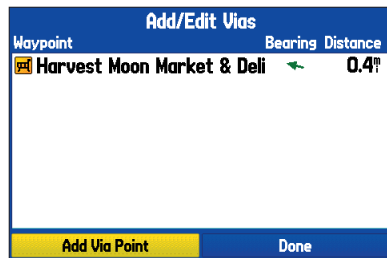 Add/Edit Vias
Waypoint Bearing Distance
Harvest Moon Market & Deli 0.4mi
Add Via Point Done